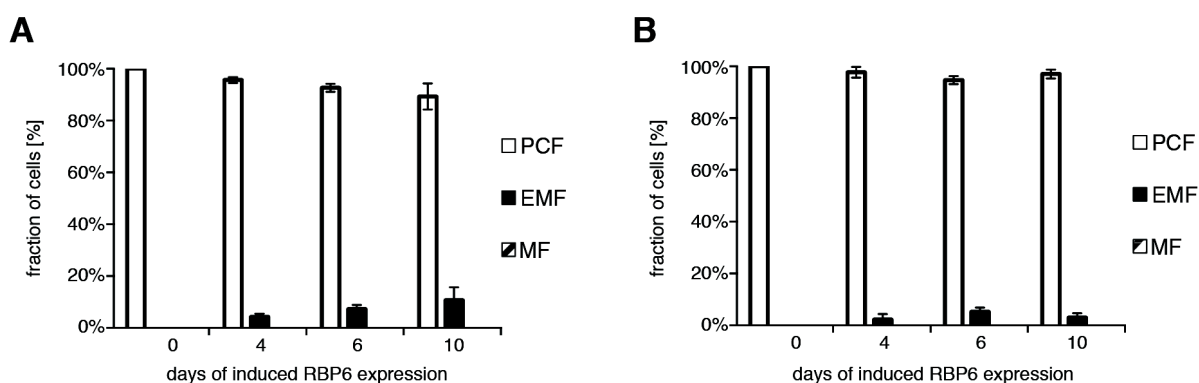 A
fraction of cells [%]
100%
80%
60%
40%
20%
0%
0 4 6 10
days of induced RBP6 expression
PCF
EMF
MF
B
fraction of cells [%]
100%
80%
60%
40%
20%
0%
0 4 6 10
days of induced RBP6 expression
PCF
EMF
MF